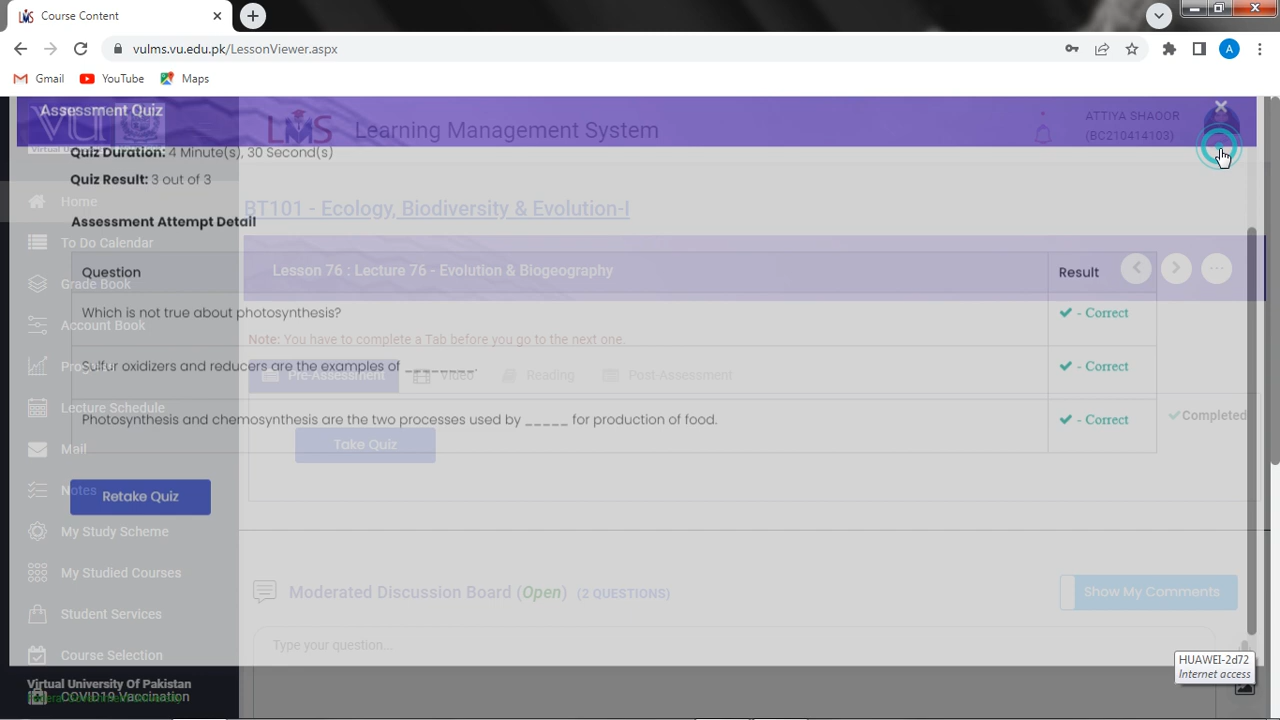 Course Content
vulms.vu.edu.pk/LessonViewer.aspx
A
Gmail
YouTube
Maps
Assessment Quiz
VU
LMS
Learning Management System
ATTIYA SHAOOR
(BC210414103)
Quiz Duration: 4 Minute(s), 30 Second(s)
Quiz Result: 3 out of 3
Home
BT101 - Ecology, Biodiversity & Evolution-I
Assessment Attempt Detail
To Do Calendar
Question
Result
Lesson 76 : Lecture 76 - Evolution & Biogeography
Grade Book
Which is not true about photosynthesis?
- Correct
Account Book
Note: You have to complete a Tab before you go to the next one.
Sulfur oxidizers and reducers are the examples of _________.
- Correct
Pre-Assessment
Video
Reading
Post-Assessment
Lecture Schedule
Photosynthesis and chemosynthesis are the two processes used by _____ for production of food.
- Correct
Completed
Take Quiz
Mail
Notes
Retake Quiz
My Study Scheme
My Studied Courses
Moderated Discussion Board (Open) (2 QUESTIONS)
Show My Comments
Student Services
Type your question...
Course Selection
HUAWEI-2d72
Internet access
Virtual University Of Pakistan
COVID19 Vaccination